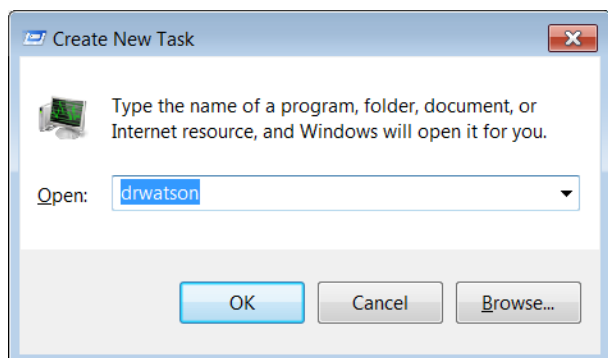 Create New Task
Type the name of a program, folder, document, or
Internet resource, and Windows will open it for you.
Open: drwatson
OK Cancel Browse...